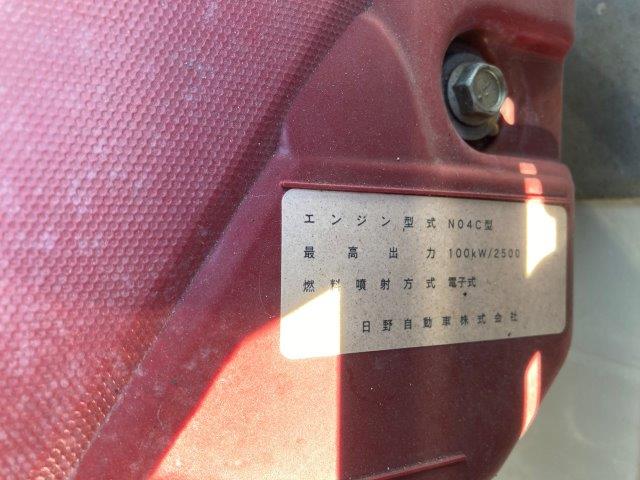 エンジン型式 N04C型
最高出力 100kW/2500
燃料噴射方式 電子式
日野自動車株式会社